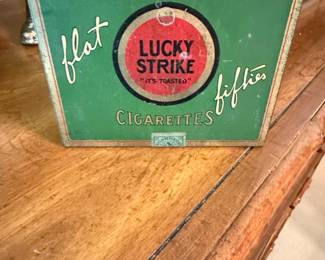 flat
LUCKY
STRIKE
"IT'S TOASTED"
CIGARETTES
fifties